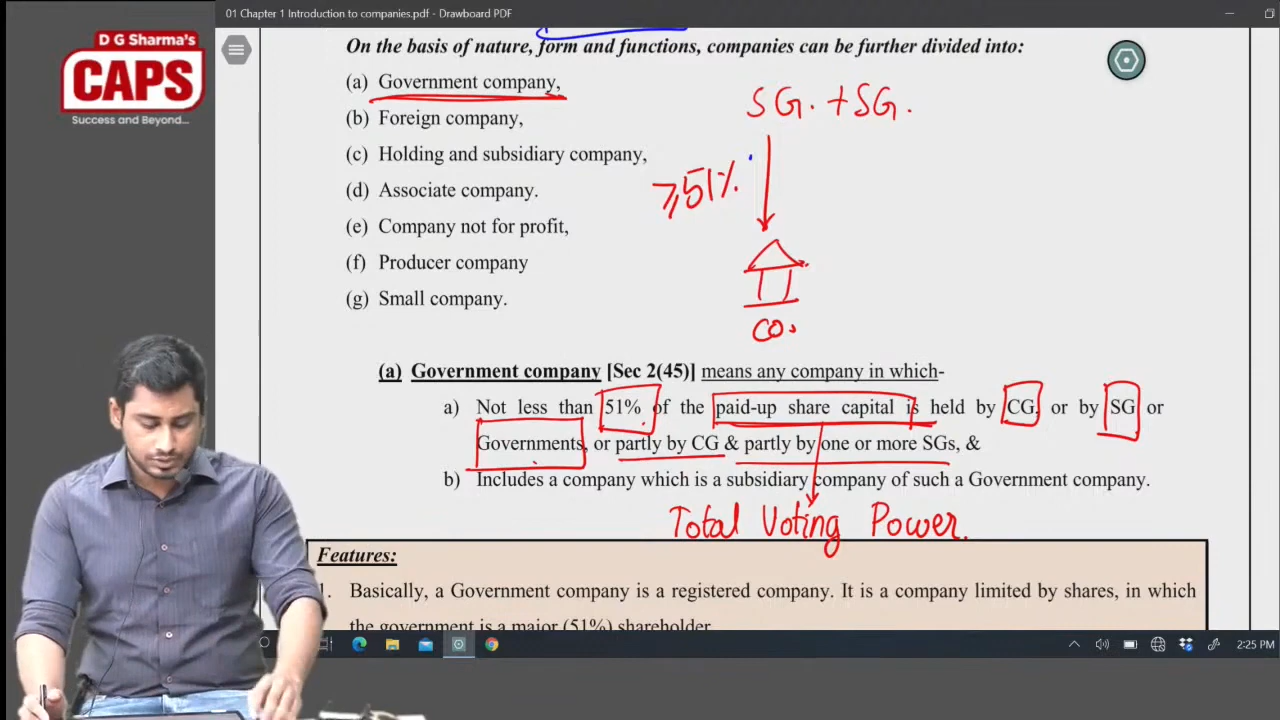 01 Chapter 1 Introduction to companies.pdf - Drawboard PDF
D G Sharma's
CAPS
Success and Beyond...
On the basis of nature, form and functions, companies can be further divided into:
(a) Government company,
(b) Foreign company,
(c) Holding and subsidiary company,
(d) Associate company.
(e) Company not for profit,
(f) Producer company
(g) Small company.
SG. + SG.
≥51%
CO.
(a) Government company [Sec 2(45)] means any company in which-
a) Not less than 51% of the paid-up share capital is held by CG, or by SG or
Governments, or partly by CG & partly by one or more SGs, &
b) Includes a company which is a subsidiary company of such a Government company.
Total Voting Power.
Features:
1. Basically, a Government company is a registered company. It is a company limited by shares, in which
the government is a major (51%) shareholder.
2:25 PM